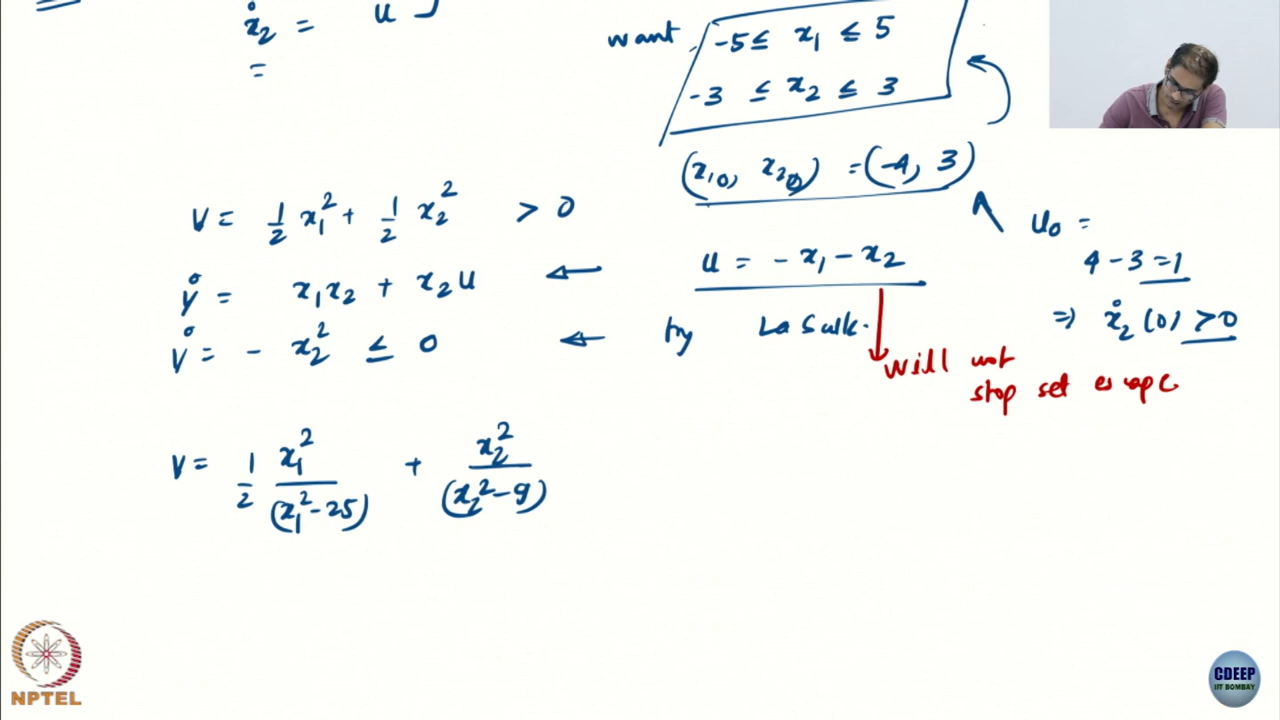 ẋ₂ = u
=
want -5 ≤ x₁ ≤ 5
-3 ≤ x₂ ≤ 3
(x₁₀, x₂₀) = (-4, 3)
V = 1/2 x₁² + 1/2 x₂² > 0
V̇ = x₁x₂ + x₂u ← u = -x₁ - x₂
V̇ = - x₂² ≤ 0 ← by LaSalle.
u₀ =
4 - 3 = 1
⇒ ẋ₂(0) > 0
will not
stop set escape
V = 1/2 x₁²/(x₁² - 25) + x₂²/(x₂² - 9)
NPTEL
CDEEP
IIT BOMBAY